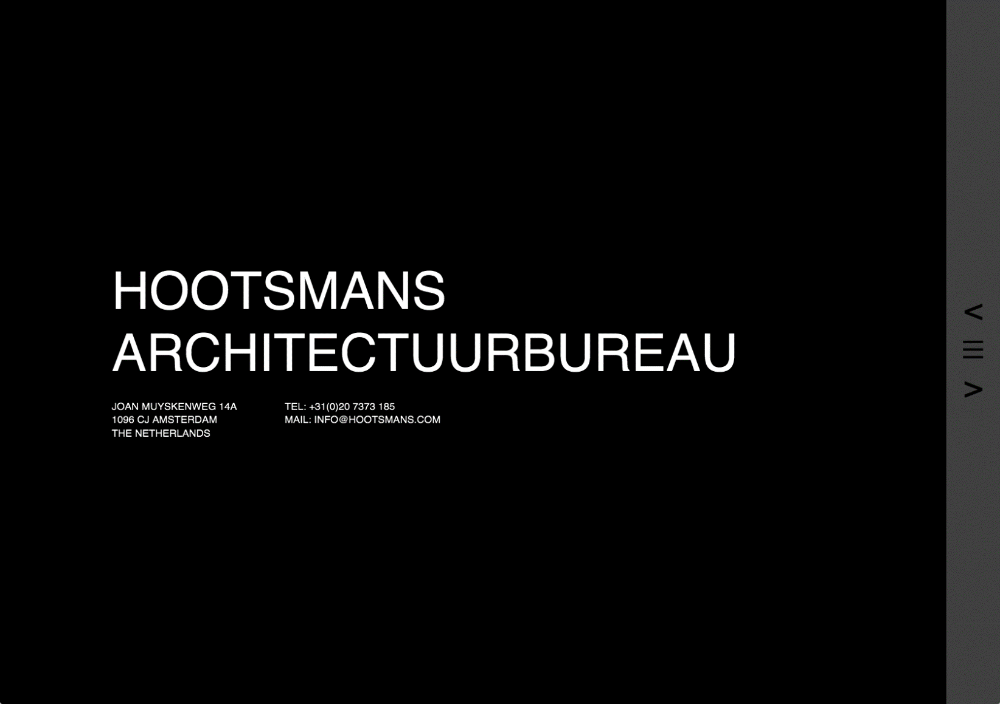 HOOTSMANS
ARCHITECTUURBUREAU
JOAN MUYSKENWEG 14A
1096 CJ AMSTERDAM
THE NETHERLANDS
TEL: +31(0)20 7373 185
MAIL: INFO@HOOTSMANS.COM